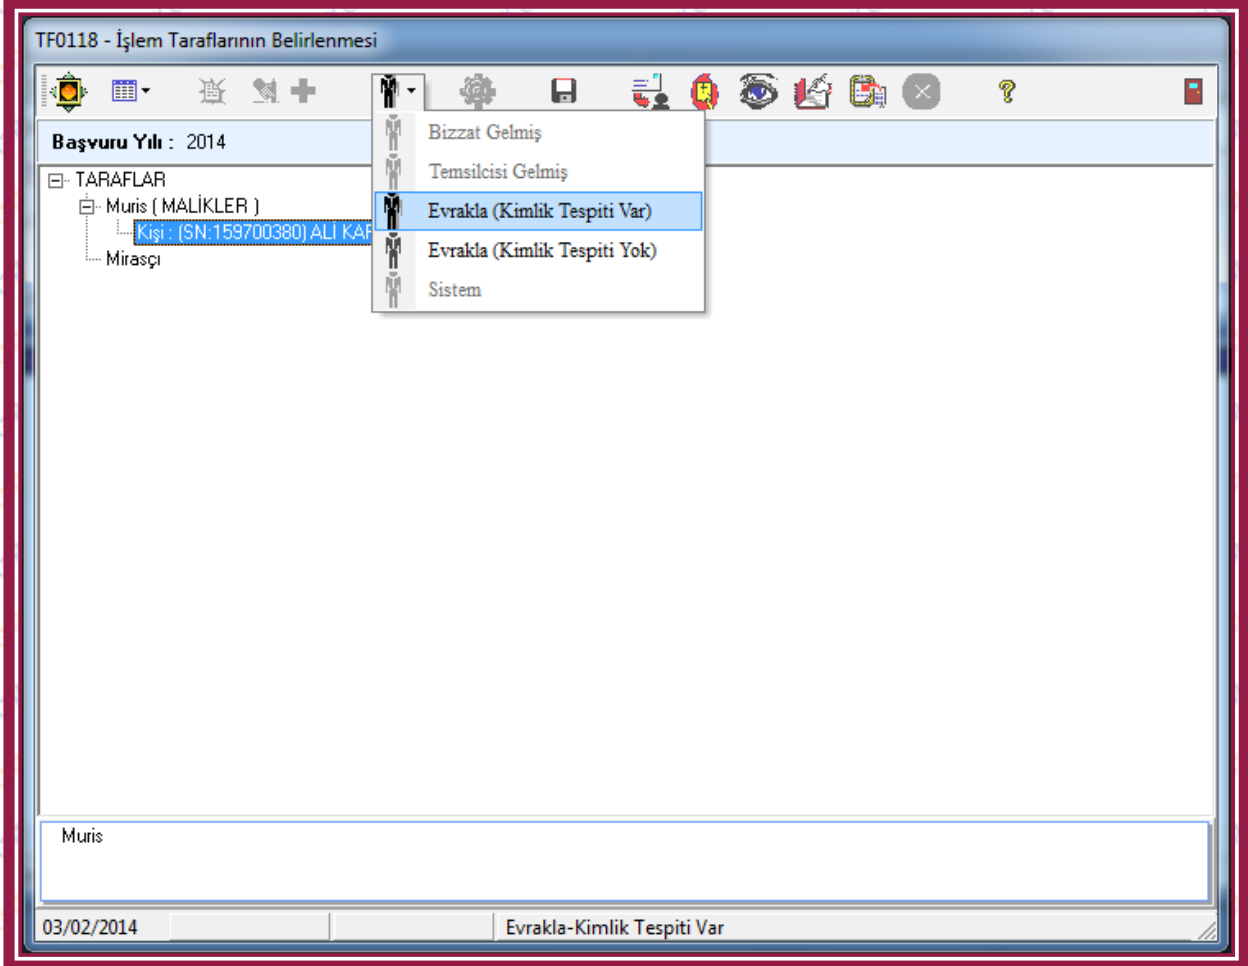 TF0118 - İşlem Taraflarının Belirlenmesi
Başvuru Yılı : 2014
Bizzat Gelmiş
Temsilcisi Gelmiş
Evrakla (Kimlik Tespiti Var)
Evrakla (Kimlik Tespiti Yok)
Sistem
TARAFLAR
Muris ( MALİKLER )
Kişi : (SN:159700380) ALİ
Mirasçı
Muris
03/02/2014
Evrakla-Kimlik Tespiti Var